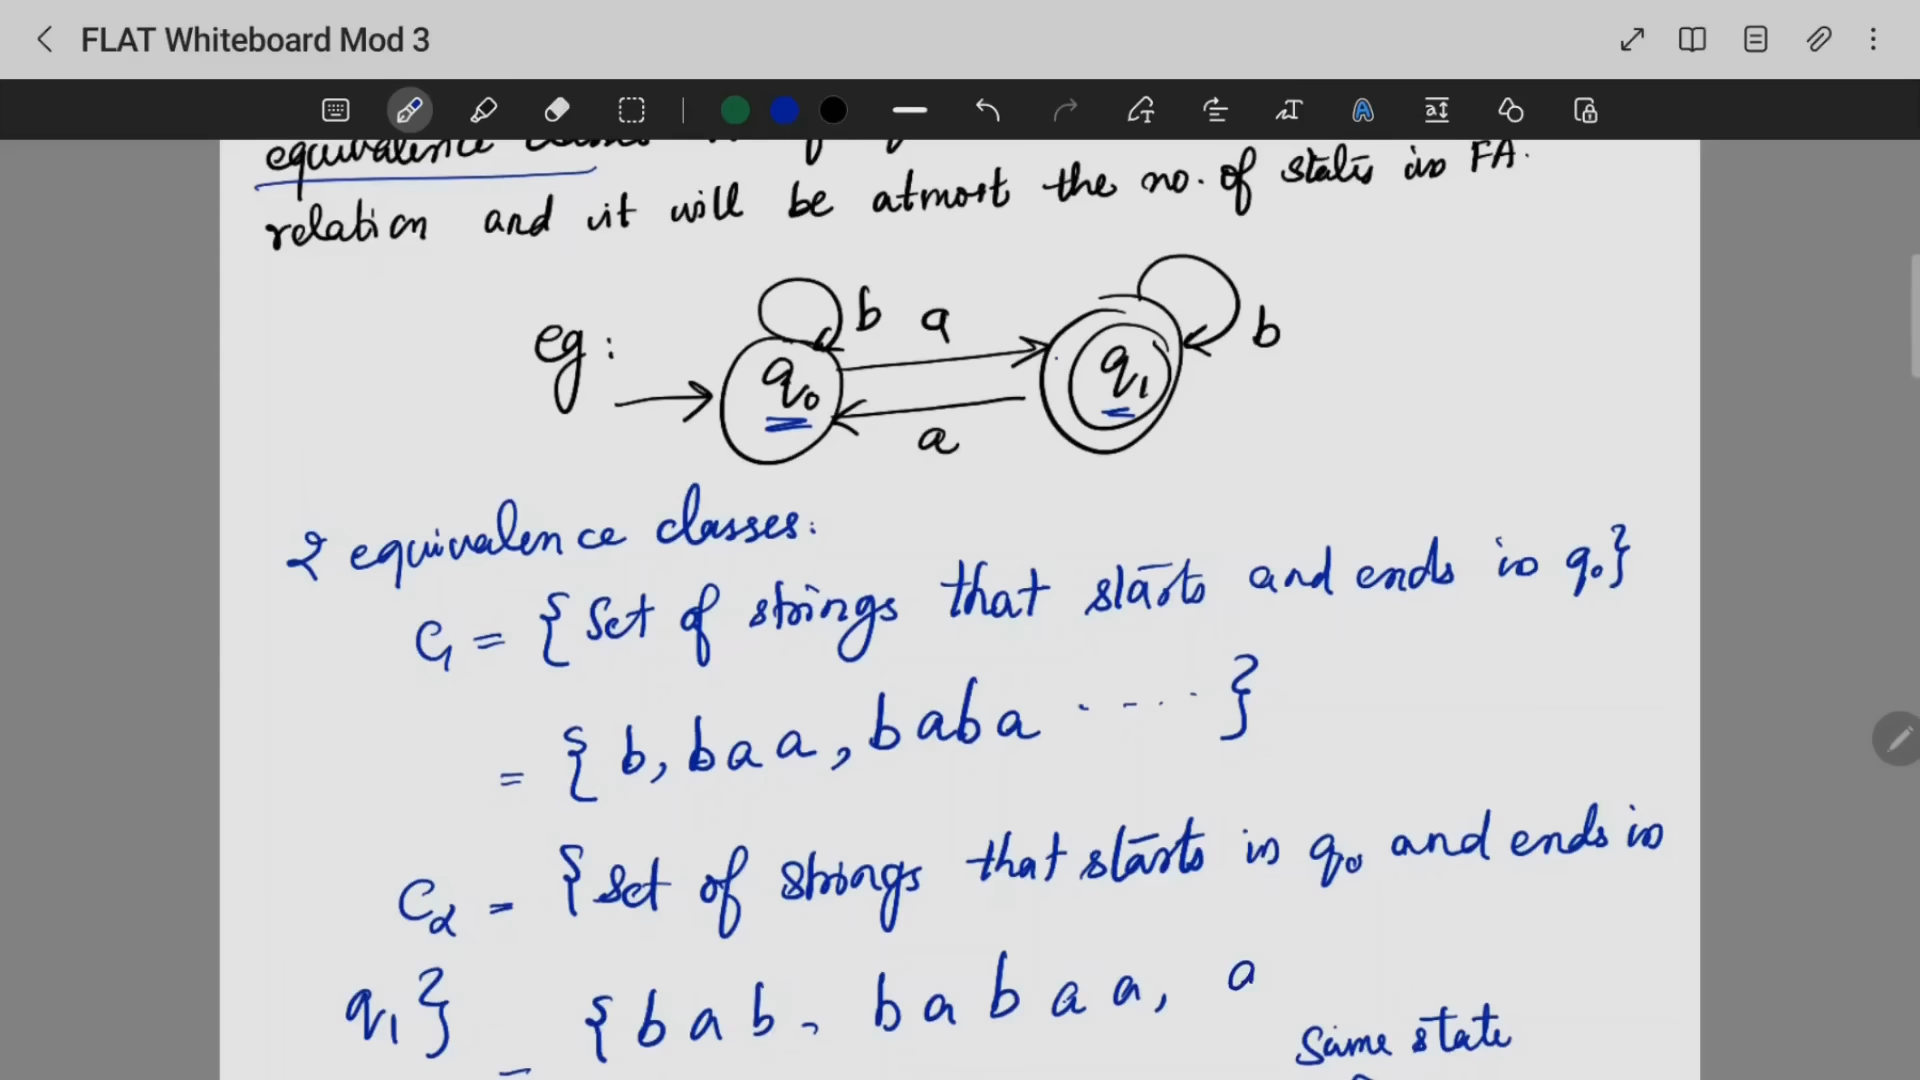 FLAT Whiteboard Mod 3
equivalence classes
relation and it will be atmost the no. of states in FA.
eg:
b a b
q₀ q₁
a
2 equivalence classes:
C₁ = {Set of strings that starts and ends in q₀}
= {b, baa, baba ....}
C₂ = {set of strings that starts in q₀ and ends in
q₁} = {bab, babaa, a
Same state